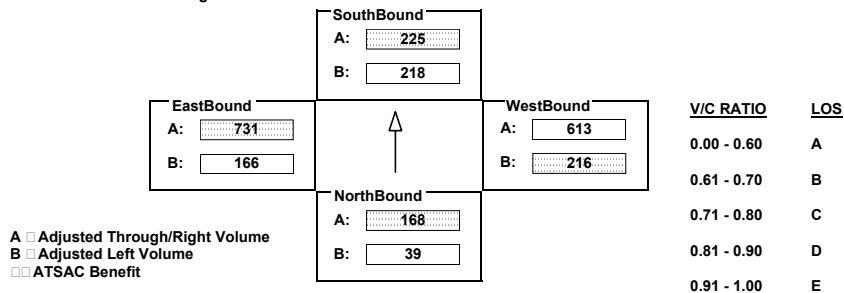 SouthBound
A: 225
B: 218
EastBound
A: 731
B: 166
WestBound
A: 613
B: 216
NorthBound
A: 168
B: 39
A □ Adjusted Through/Right Volume
B □ Adjusted Left Volume
□□ ATSAC Benefit
V/C RATIO LOS
0.00 - 0.60 A
0.61 - 0.70 B
0.71 - 0.80 C
0.81 - 0.90 D
0.91 - 1.00 E